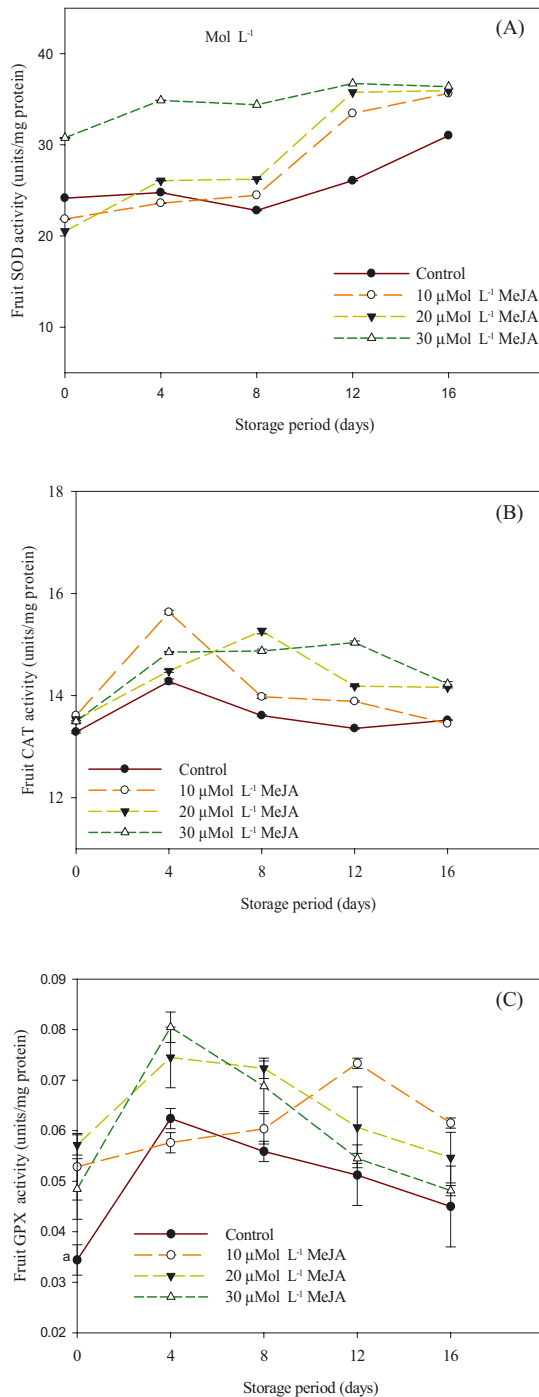 (A)
Mol L⁻¹
40
30
20
10
Fruit SOD activity (units/mg protein)
Control
10 µMol L⁻¹ MeJA
20 µMol L⁻¹ MeJA
30 µMol L⁻¹ MeJA
0 4 8 12 16
Storage period (days)
(B)
18
16
14
12
Fruit CAT activity (units/mg protein)
Control
10 µMol L⁻¹ MeJA
20 µMol L⁻¹ MeJA
30 µMol L⁻¹ MeJA
0 4 8 12 16
Storage period (days)
(C)
0.09
0.08
0.07
0.06
0.05
0.04
0.03
0.02
Fruit GPX activity (units/mg protein)
a
Control
10 µMol L⁻¹ MeJA
20 µMol L⁻¹ MeJA
30 µMol L⁻¹ MeJA
0 4 8 12 16
Storage period (days)